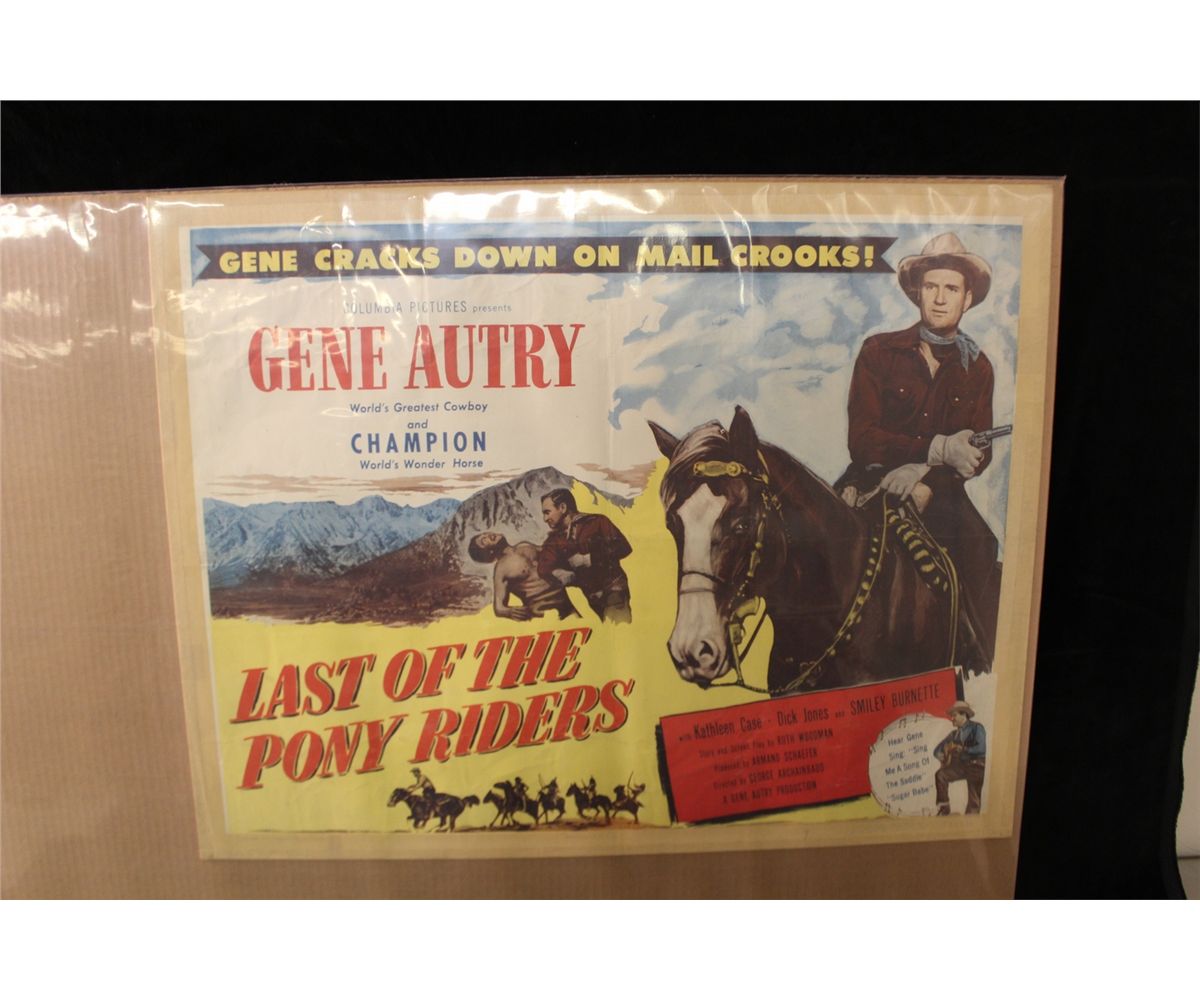 GENE CRACKS DOWN ON MAIL CROOKS!
COLUMBIA PICTURES presents
GENE AUTRY
World's Greatest Cowboy
and
CHAMPION
World's Wonder Horse
LAST OF THE
PONY RIDERS
with Kathleen Case · Dick Jones and SMILEY BURNETTE
Story and Screen Play by RUTH WOODMAN
Produced by ARMAND SCHAEFER
Directed by GEORGE ARCHAINBAUD
A GENE AUTRY PRODUCTION
Hear Gene
Sing: "Sing
Me A Song Of
The Saddle"
"Sugar Babe"